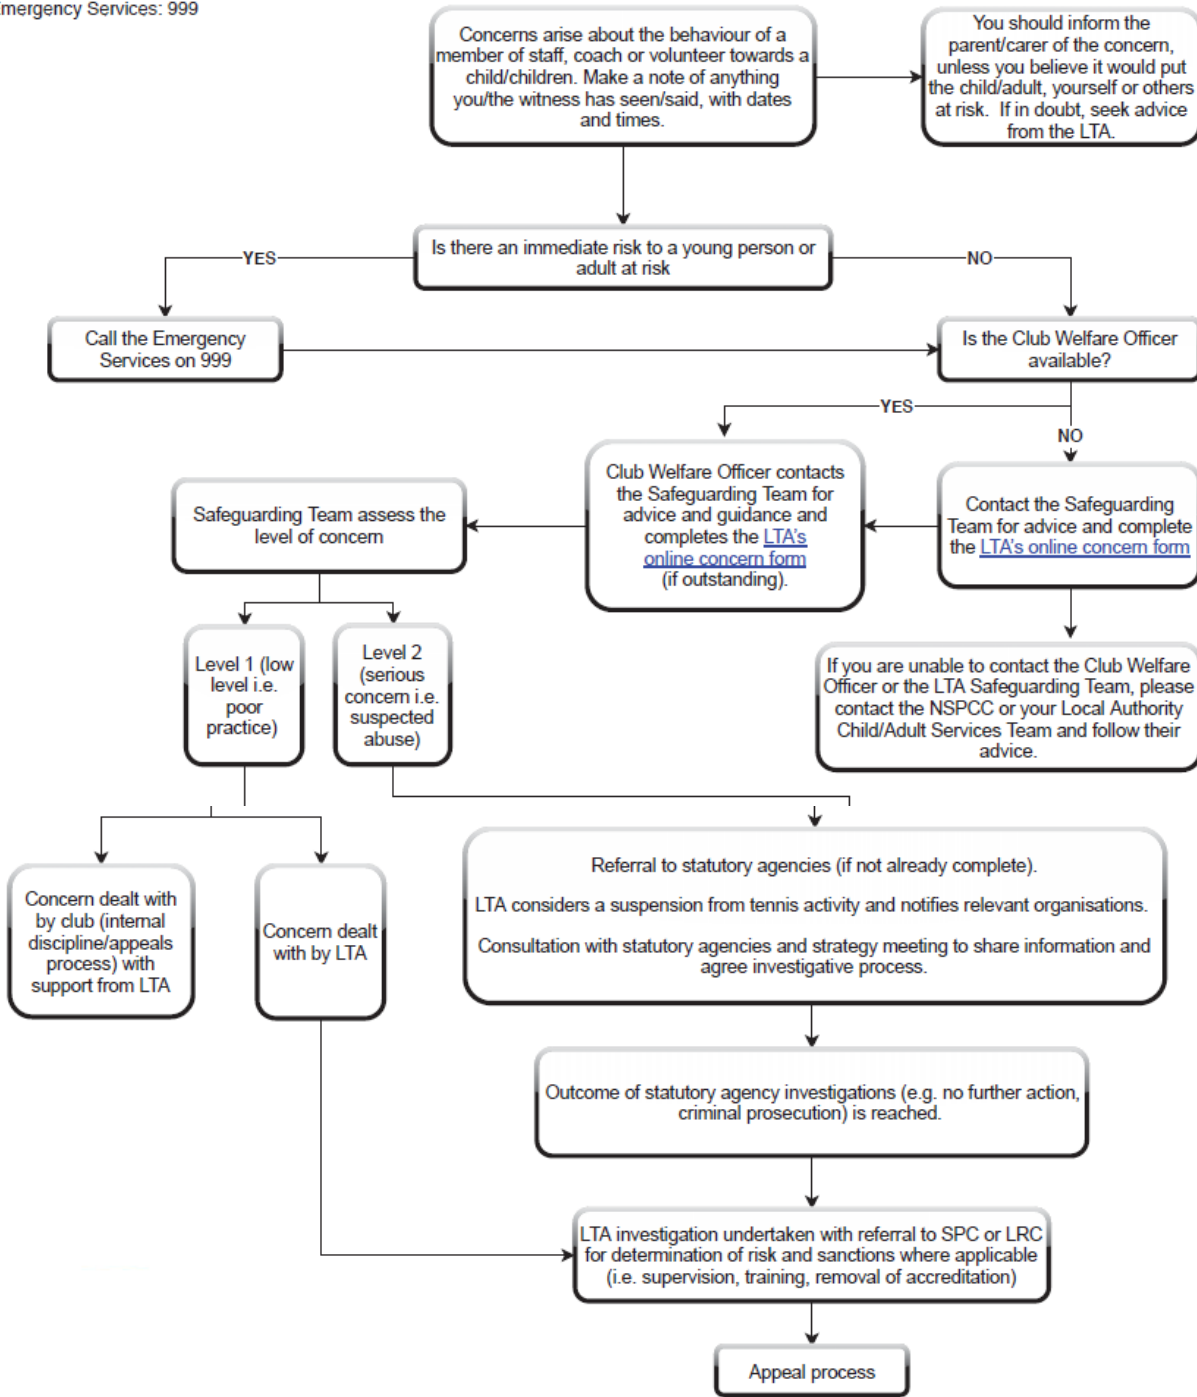 Emergency Services: 999
Concerns arise about the behaviour of a
member of staff, coach or volunteer towards a
child/children. Make a note of anything
you/the witness has seen/said, with dates
and times.
You should inform the
parent/carer of the concern,
unless you believe it would put
the child/adult, yourself or others
at risk. If in doubt, seek advice
from the LTA.
Is there an immediate risk to a young person or
adult at risk
YES
NO
Call the Emergency
Services on 999
Is the Club Welfare Officer
available?
YES
NO
Club Welfare Officer contacts
the Safeguarding Team for
advice and guidance and
completes the LTA's
online concern form
(if outstanding).
Contact the Safeguarding
Team for advice and complete
the LTA's online concern form
Safeguarding Team assess the
level of concern
Level 1 (low
level i.e.
poor
practice)
Level 2
(serious
concern i.e.
suspected
abuse)
If you are unable to contact the Club Welfare
Officer or the LTA Safeguarding Team, please
contact the NSPCC or your Local Authority
Child/Adult Services Team and follow their
advice.
Concern dealt with
by club (internal
discipline/appeals
process) with
support from LTA
Concern dealt
with by LTA
Referral to statutory agencies (if not already complete).
LTA considers a suspension from tennis activity and notifies relevant organisations.
Consultation with statutory agencies and strategy meeting to share information and
agree investigative process.
Outcome of statutory agency investigations (e.g. no further action,
criminal prosecution) is reached.
LTA investigation undertaken with referral to SPC or LRC
for determination of risk and sanctions where applicable
(i.e. supervision, training, removal of accreditation)
Appeal process